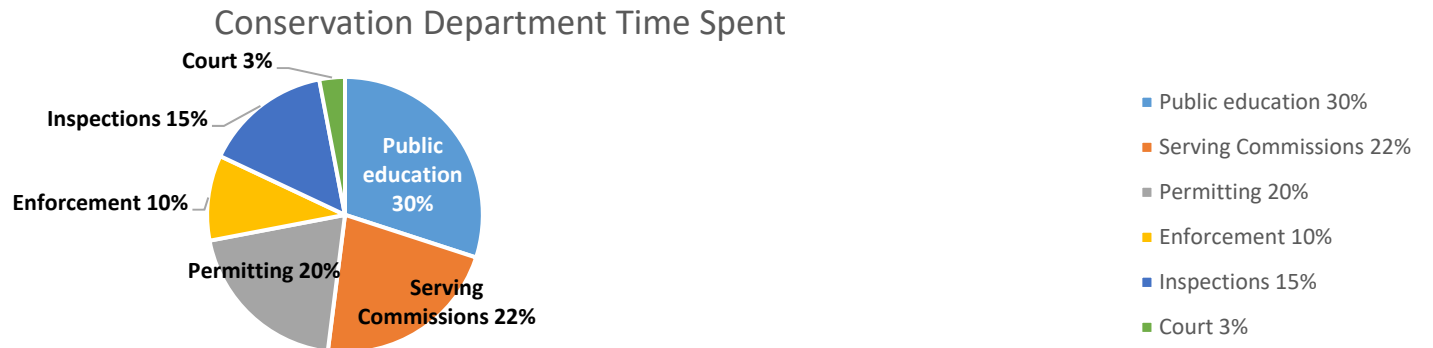 Conservation Department Time Spent
Court 3%
Inspections 15%
Public
education
30%
Enforcement 10%
Permitting 20%
Serving
Commissions 22%
Public education 30%
Serving Commissions 22%
Permitting 20%
Enforcement 10%
Inspections 15%
Court 3%